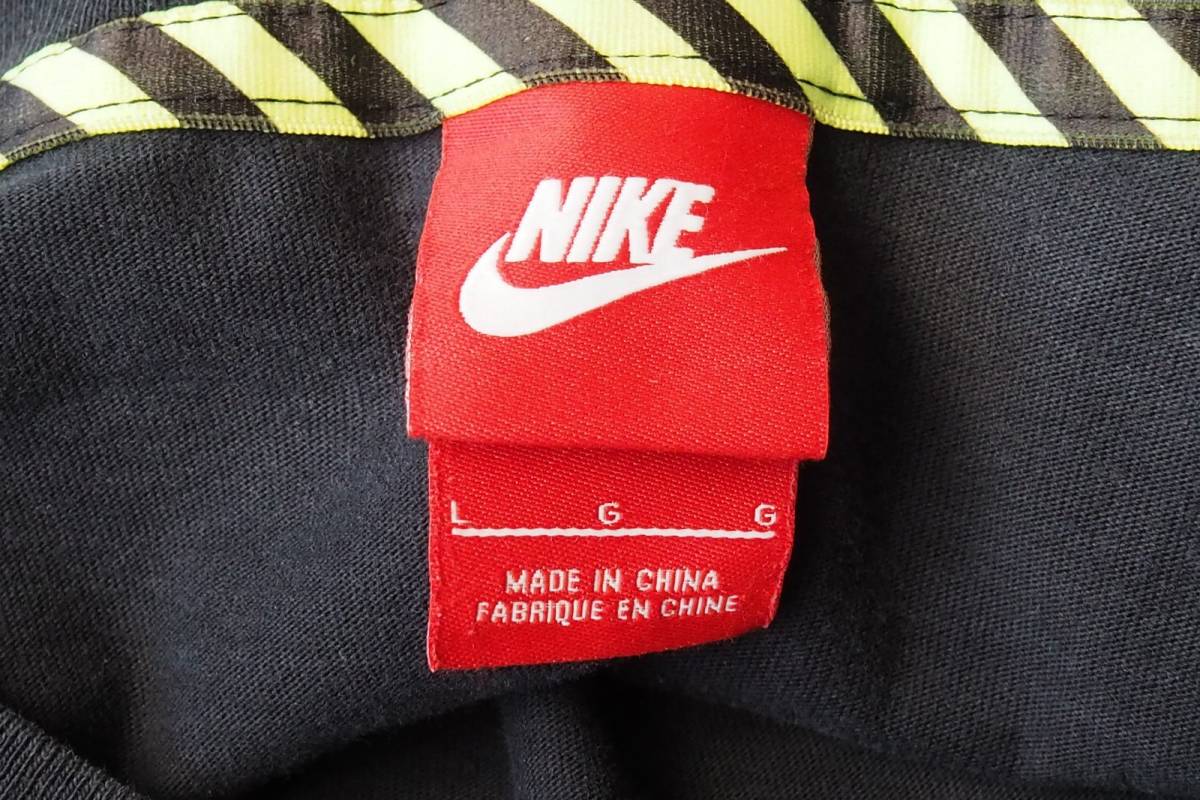 NIKE
L G G
MADE IN CHINA
FABRIQUE EN CHINE